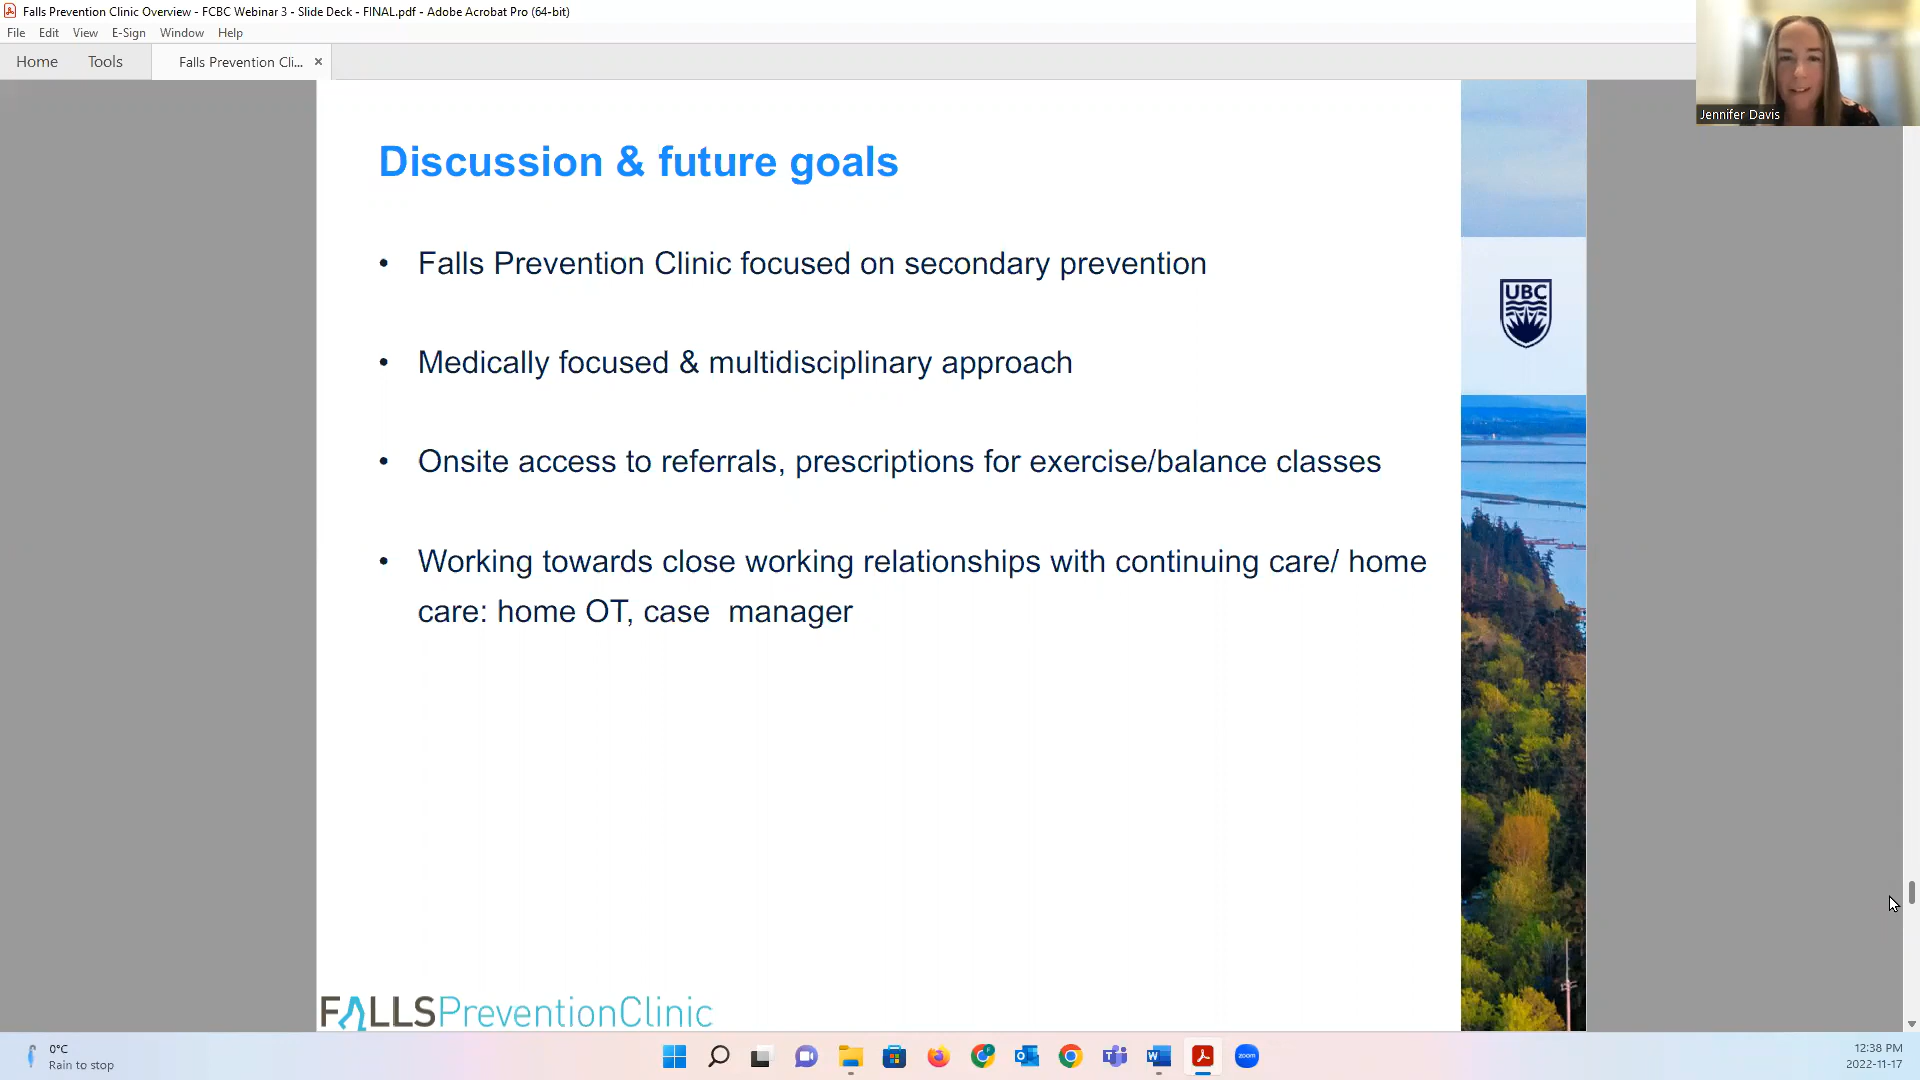 Falls Prevention Clinic Overview - FCBC Webinar 3 - Slide Deck - FINAL.pdf - Adobe Acrobat Pro (64-bit)
File Edit View E-Sign Window Help
Home Tools Falls Prevention Cli... ×
Jennifer Davis
Discussion & future goals
• Falls Prevention Clinic focused on secondary prevention
UBC
• Medically focused & multidisciplinary approach
• Onsite access to referrals, prescriptions for exercise/balance classes
• Working towards close working relationships with continuing care/ home
care: home OT, case  manager
FALLSPreventionClinic
0°C
Rain to stop
zoom
12:38 PM
2022-11-17